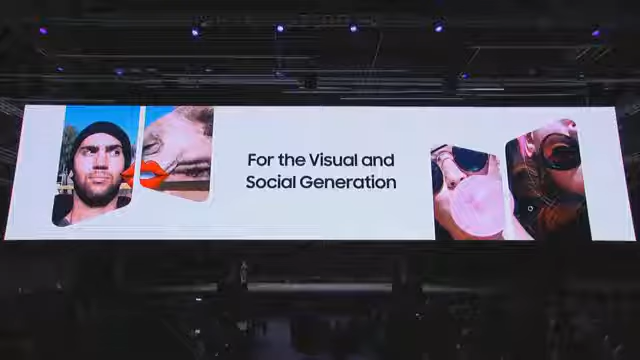 For the Visual and
Social Generation